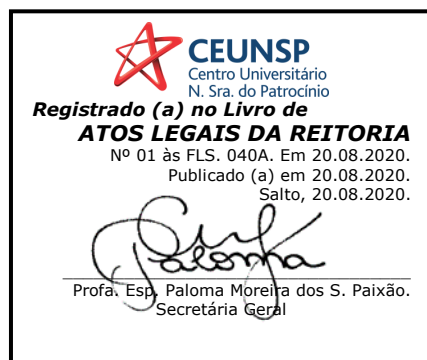 CEUNSP
Centro Universitário
N. Sra. do Patrocínio
Registrado (a) no Livro de
ATOS LEGAIS DA REITORIA
Nº 01 às FLS. 040A. Em 20.08.2020.
Publicado (a) em 20.08.2020.
Salto, 20.08.2020.
Paloma
Profa. Esp. Paloma Moreira dos S. Paixão.
Secretária Geral